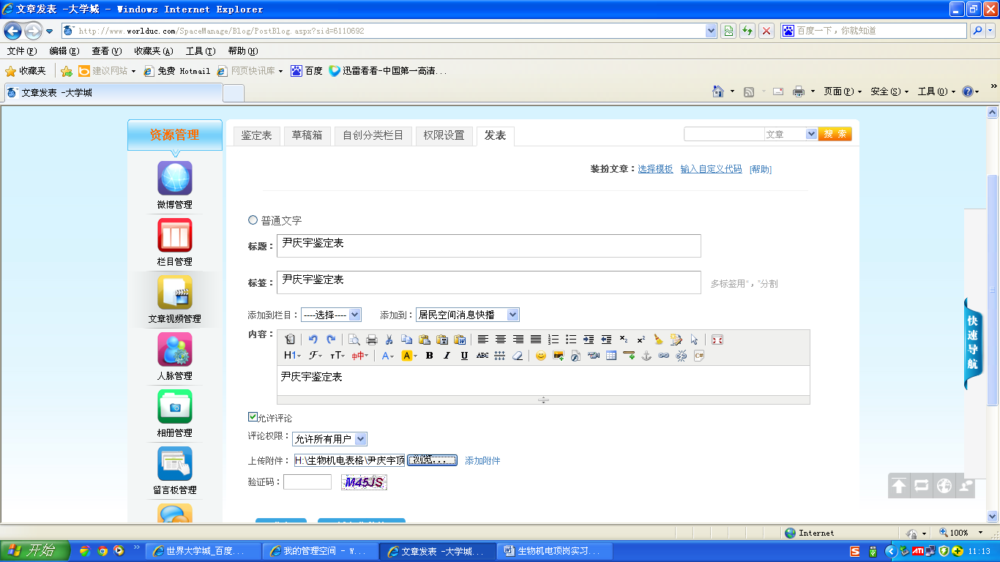 文章发表 -大学城 - Windows Internet Explorer
http://www.worlduc.com/SpaceManage/Blog/PostBlog.aspx?sid=6110692
百度一下，你就知道
文件(F) 编辑(E) 查看(V) 收藏夹(A) 工具(T) 帮助(H)
收藏夹 建议网站 免费 Hotmail 网页快讯库 百度 迅雷看看-中国第一高清...
文章发表 -大学城
页面(P) 安全(S) 工具(O) »
资源管理
鉴定表 草稿箱 自创分类栏目 权限设置 发表
文章 搜 索
装扮文章：选择模板 输入自定义代码 [帮助]
微博管理
栏目管理
文章视频管理
人脉管理
相册管理
留言板管理
普通文字
标题： 尹庆宇鉴定表
标签： 尹庆宇鉴定表 多标签用"，"分割
添加到栏目： ----选择---- 添加到： 居民空间消息快播
内容：
H1 F TT A A B I U ABC C#
尹庆宇鉴定表
允许评论
评论权限： 允许所有用户
上传附件： H:\生物机电表格\尹庆宇顶 浏览... 添加附件
验证码： M45JS
快速导航
Internet 100%
开始 » 世界大学城_百度... 我的管理空间 - W... 文章发表 -大学城... 生物机电顶岗实习... 11:13